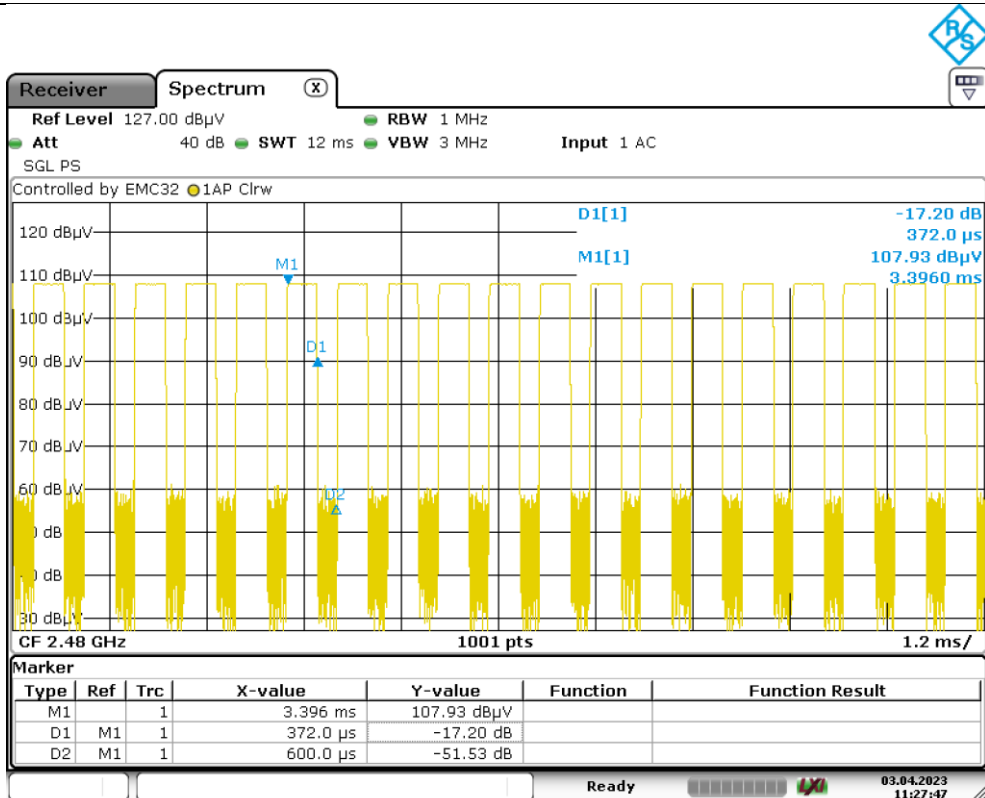 R&S
Receiver Spectrum X
Ref Level 127.00 dBµV RBW 1 MHz
Att 40 dB SWT 12 ms VBW 3 MHz Input 1 AC
SGL PS
Controlled by EMC32 1AP Clrw
D1[1] -17.20 dB
372.0 µs
M1[1] 107.93 dBµV
3.3960 ms
120 dBµV
M1
110 dBµV
100 dBµV
D1
90 dBµV
80 dBµV
70 dBµV
60 dBµV
D2
0 dB
0 dB
30 dBµV
CF 2.48 GHz 1001 pts 1.2 ms/
Marker
Type Ref Trc X-value Y-value Function Function Result
M1 1 3.396 ms 107.93 dBµV
D1 M1 1 372.0 µs -17.20 dB
D2 M1 1 600.0 µs -51.53 dB
Ready LXI 03.04.2023
11:27:47